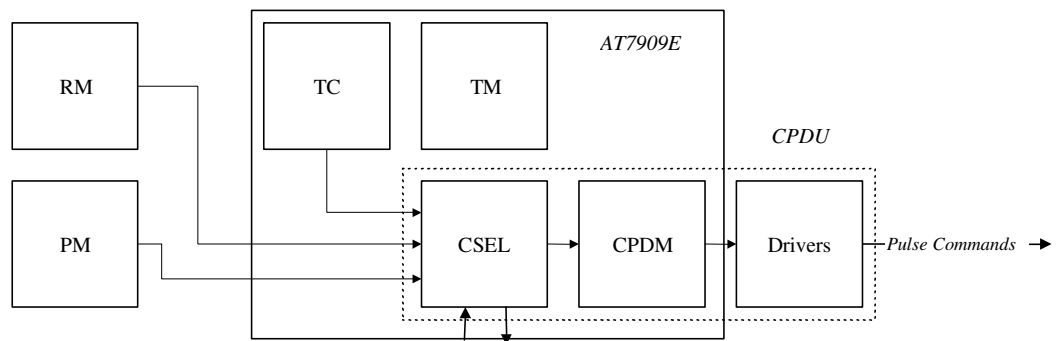 AT7909E
RM
TC
TM
CPDU
PM
CSEL
CPDM
Drivers
Pulse Commands